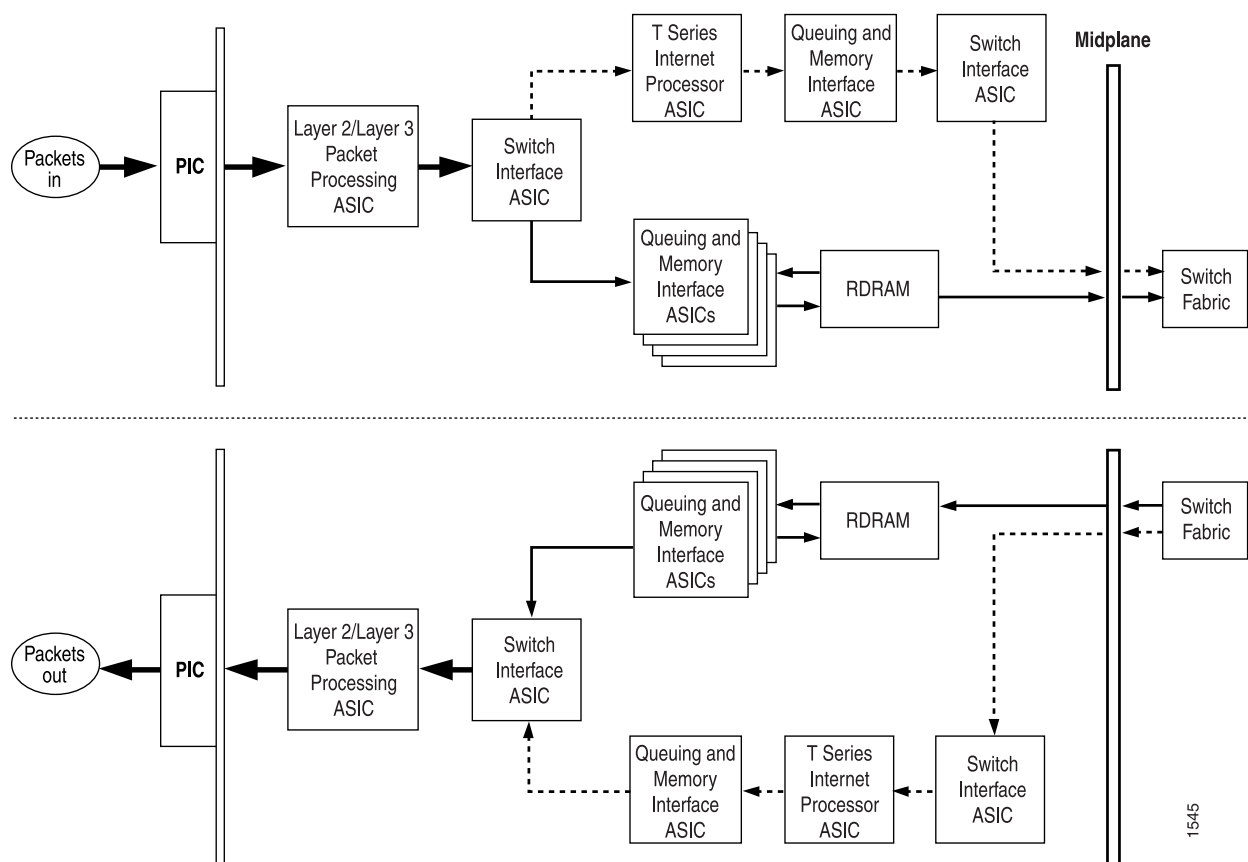 T Series
Internet
Processor
ASIC
Queuing and
Memory
Interface
ASIC
Switch
Interface
ASIC
Midplane
Packets
in
PIC
Layer 2/Layer 3
Packet
Processing
ASIC
Switch
Interface
ASIC
Queuing and
Memory
Interface
ASICs
RDRAM
Switch
Fabric
Queuing and
Memory
Interface
ASICs
RDRAM
Switch
Fabric
Packets
out
PIC
Layer 2/Layer 3
Packet
Processing
ASIC
Switch
Interface
ASIC
Queuing and
Memory
Interface
ASIC
T Series
Internet
Processor
ASIC
Switch
Interface
ASIC
1545